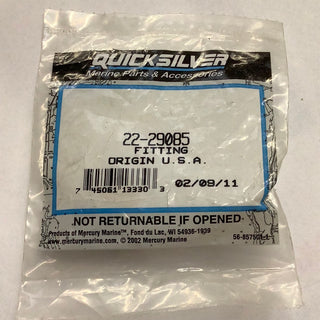 QUICKSILVER
Marine Parts & Accessories
22-29085
FITTING
ORIGIN U.S.A.
7 45061 13330 3 02/09/11
NOT RETURNABLE IF OPENED
Products of Mercury Marine™, Fond du Lac, WI 54936-1939
www.mercurymarine.com © 2002 Mercury Marine